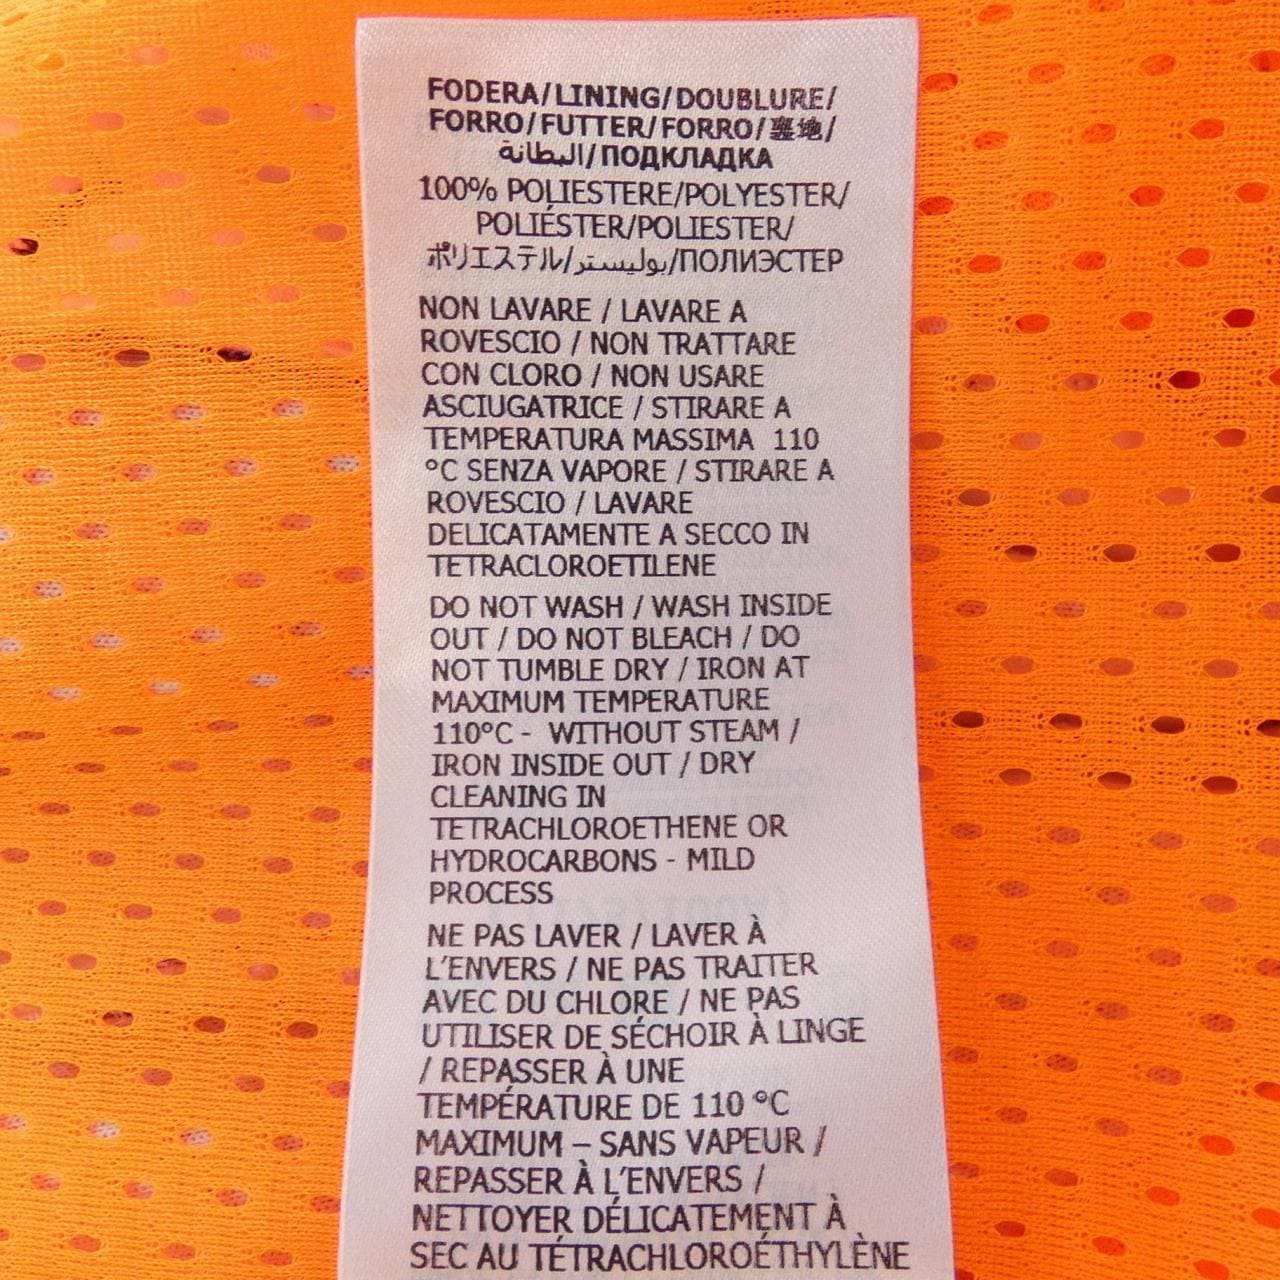 FODERA/LINING/DOUBLURE/
FORRO/FUTTER/FORRO/裏地/
البطانة/ПОДКЛАДКА
100% POLIESTERE/POLYESTER/
POLIÉSTER/POLIESTER/
ポリエステル/بوليستر/ПОЛИЭСТЕР
NON LAVARE / LAVARE A
ROVESCIO / NON TRATTARE
CON CLORO / NON USARE
ASCIUGATRICE / STIRARE A
TEMPERATURA MASSIMA 110
°C SENZA VAPORE / STIRARE A
ROVESCIO / LAVARE
DELICATAMENTE A SECCO IN
TETRACLOROETILENE
DO NOT WASH / WASH INSIDE
OUT / DO NOT BLEACH / DO
NOT TUMBLE DRY / IRON AT
MAXIMUM TEMPERATURE
110°C - WITHOUT STEAM /
IRON INSIDE OUT / DRY
CLEANING IN
TETRACHLOROETHENE OR
HYDROCARBONS - MILD
PROCESS
NE PAS LAVER / LAVER À
L'ENVERS / NE PAS TRAITER
AVEC DU CHLORE / NE PAS
UTILISER DE SÉCHOIR À LINGE
/ REPASSER À UNE
TEMPÉRATURE DE 110 °C
MAXIMUM – SANS VAPEUR /
REPASSER À L'ENVERS /
NETTOYER DÉLICATEMENT À
SEC AU TÉTRACHLOROÉTHYLÈNE